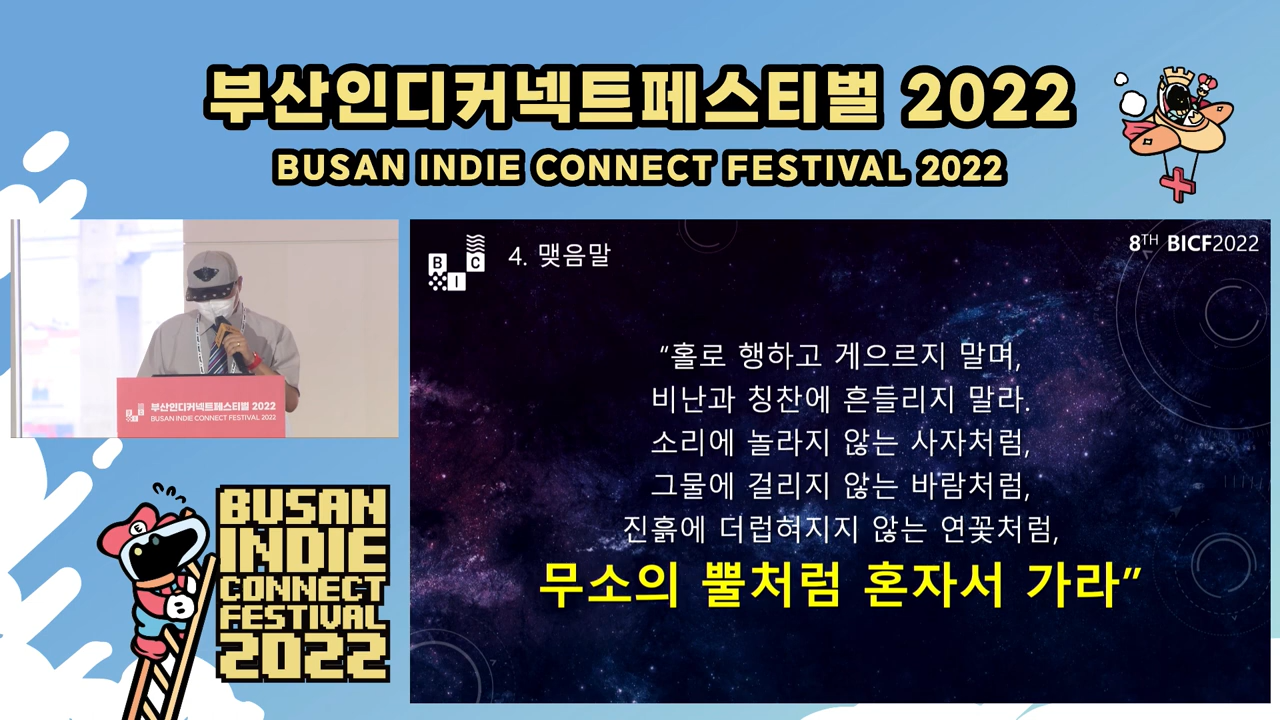 부산인디커넥트페스티벌 2022
BUSAN INDIE CONNECT FESTIVAL 2022
B C I
4. 맺음말
8TH BICF2022
“홀로 행하고 게으르지 말며,
비난과 칭찬에 흔들리지 말라.
소리에 놀라지 않는 사자처럼,
그물에 걸리지 않는 바람처럼,
진흙에 더럽혀지지 않는 연꽃처럼,
무소의 뿔처럼 혼자서 가라”
부산인디커넥트페스티벌 2022
BUSAN INDIE CONNECT FESTIVAL 2022
BUSAN
INDIE
CONNECT
FESTIVAL
2022